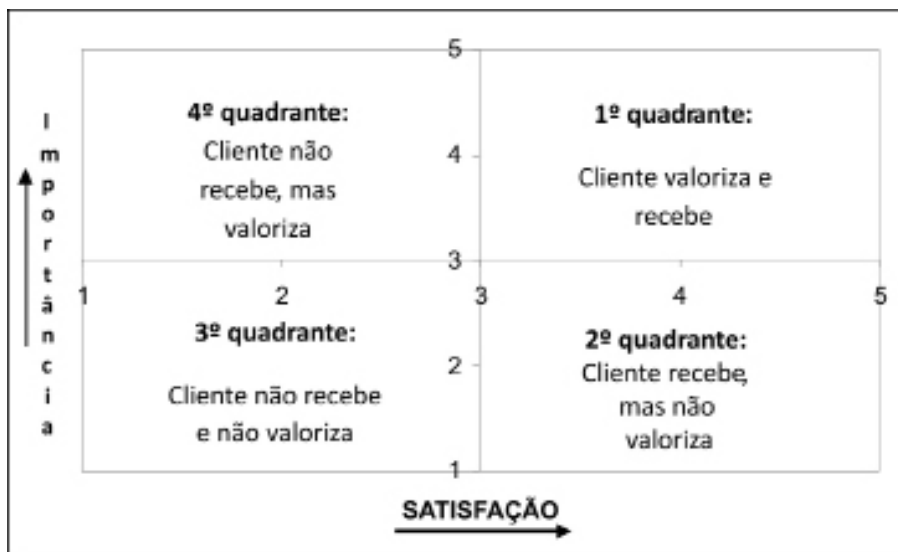 Importância
5
4
3
2
1
1
2
3
4
5
4º quadrante:
Cliente não
recebe, mas
valoriza
1º quadrante:
Cliente valoriza e
recebe
3º quadrante:
Cliente não recebe
e não valoriza
2º quadrante:
Cliente recebe,
mas não
valoriza
SATISFAÇÃO